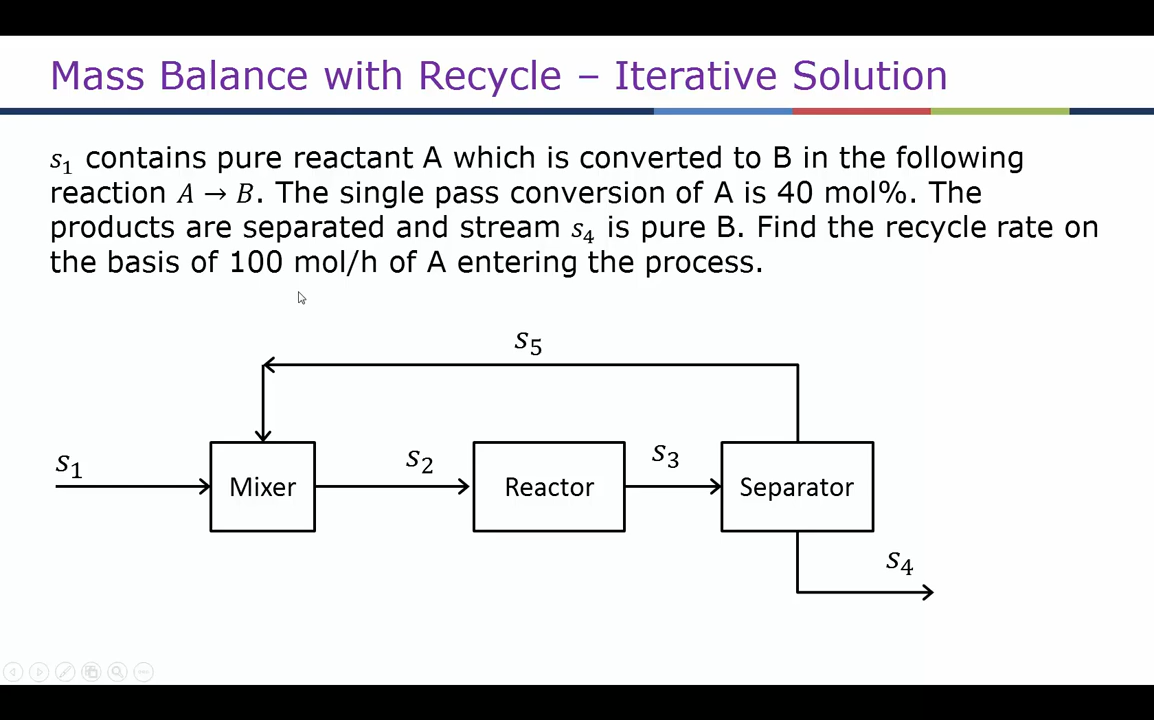 Mass Balance with Recycle – Iterative Solution
𝑠₁ contains pure reactant A which is converted to B in the following
reaction 𝐴 → 𝐵. The single pass conversion of A is 40 mol%. The
products are separated and stream 𝑠₄ is pure B. Find the recycle rate on
the basis of 100 mol/h of A entering the process.
𝑠₅
𝑠₁
Mixer
𝑠₂
Reactor
𝑠₃
Separator
𝑠₄